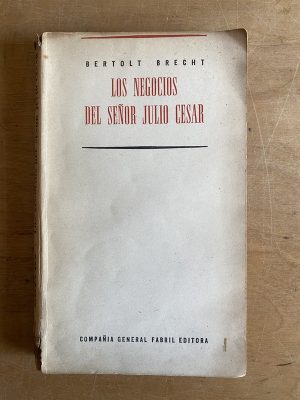 BERTOLT BRECHT
LOS NEGOCIOS
DEL SEÑOR JULIO CESAR
COMPAÑIA GENERAL FABRIL EDITORA